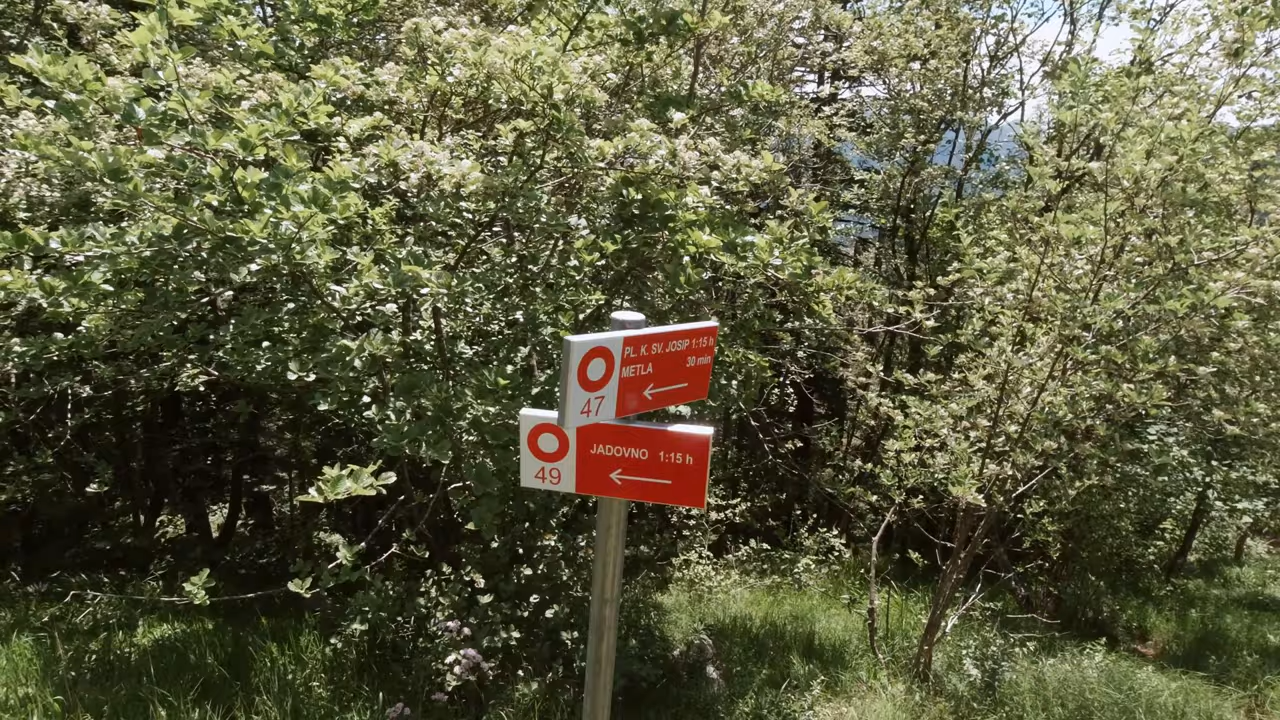 PL. K. SV. JOSIP 1:15 h
METLA 30 min
47
JADOVNO 1:15 h
49